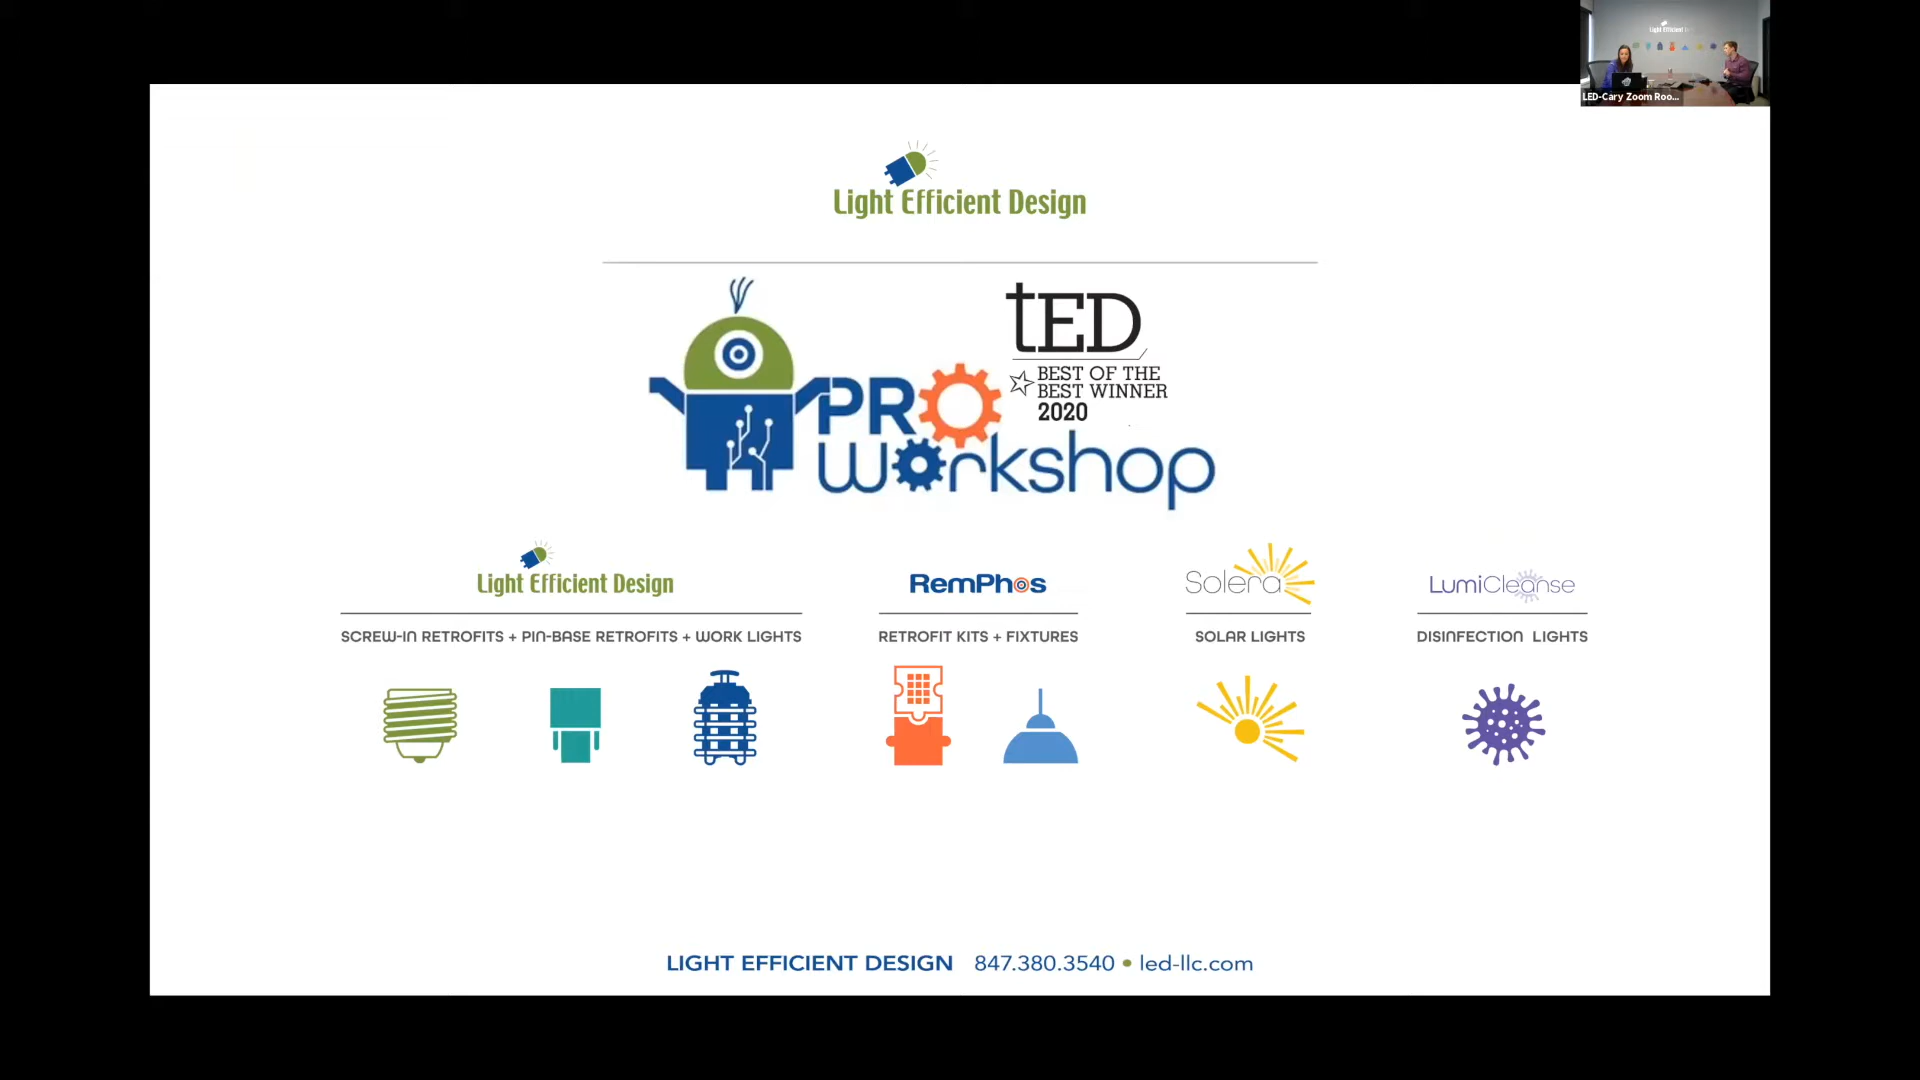 Light Efficient
LED-Cary Zoom Roo...
Light Efficient Design
tED
BEST OF THE
BEST WINNER
2020
PRO
Workshop
Light Efficient Design
SCREW-IN RETROFITS + PIN-BASE RETROFITS + WORK LIGHTS
RemPhos
RETROFIT KITS + FIXTURES
Solera
SOLAR LIGHTS
LumiCleanse
DISINFECTION LIGHTS
LIGHT EFFICIENT DESIGN 847.380.3540 • led-llc.com